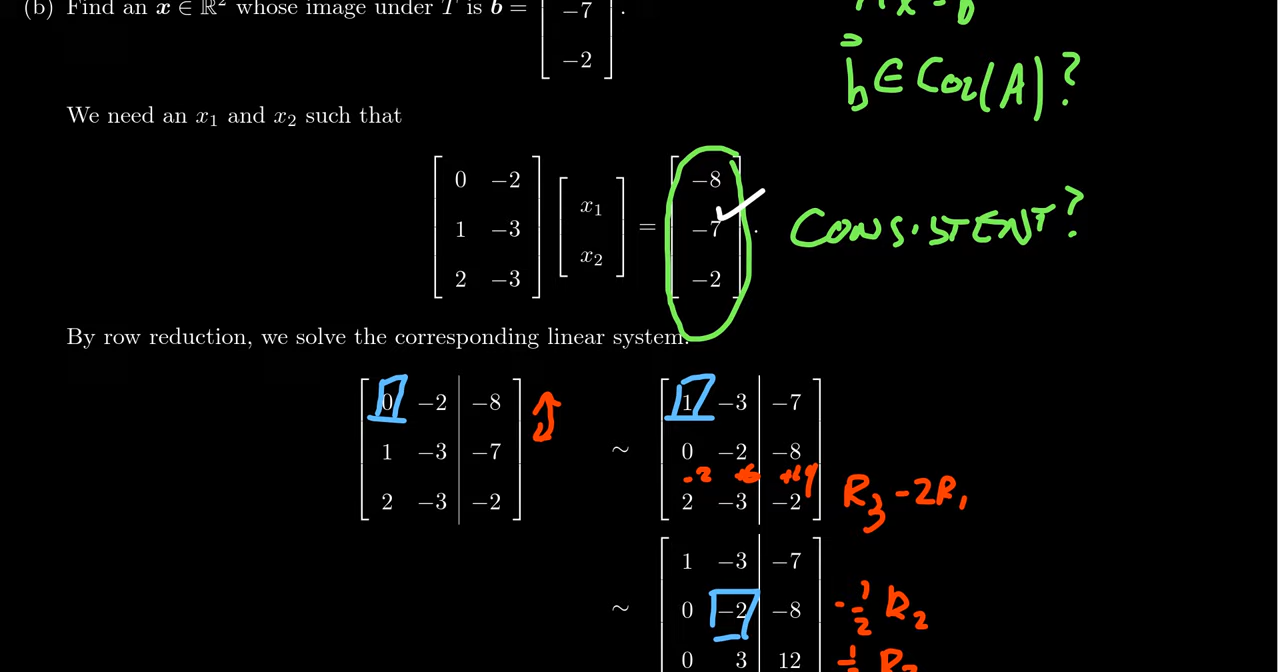 (b) Find an x ∈ ℝ² whose image under T is b = [ −7 −2 ] .
b⃗ ∈ Col(A)?
We need an x₁ and x₂ such that
[ 0 −2
1 −3
2 −3 ] [ x₁
x₂ ] = [ −8
−7
−2 ] .
CONSISTENT?
By row reduction, we solve the corresponding linear system.
[ 0 −2 | −8
1 −3 | −7
2 −3 | −2 ]
∼ [ 1 −3 | −7
0 −2 | −8
-2 +6 +14
2 −3 | −2 ] R₃ - 2R₁
∼ [ 1 −3 | −7
0 −2 | −8 -1/2 R₂
0 3 | 12